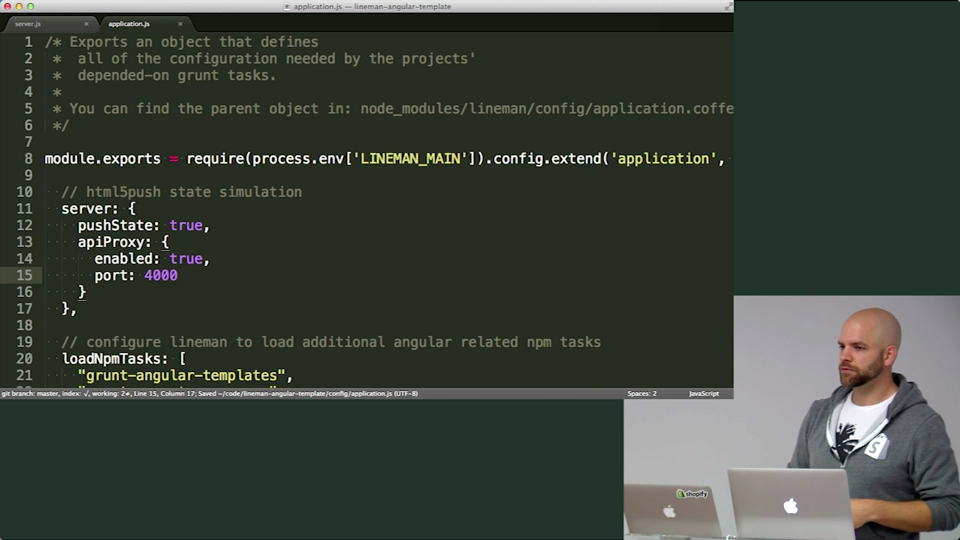 application.js — lineman-angular-template
server.js
application.js
1 /* Exports an object that defines
2 * all of the configuration needed by the projects'
3 * depended-on grunt tasks.
4 *
5 * You can find the parent object in: node_modules/lineman/config/application.coffe
6 */
7
8 module.exports = require(process.env['LINEMAN_MAIN']).config.extend('application',
9
10 // html5push state simulation
11 server: {
12 pushState: true,
13 apiProxy: {
14 enabled: true,
15 port: 4000
16 }
17 },
18
19 // configure lineman to load additional angular related npm tasks
20 loadNpmTasks: [
21 "grunt-angular-templates",
git branch: master, index: √, working: 2≠, Line 15, Column 17; Saved ~/code/lineman-angular-template/config/application.js (UTF-8)
Spaces: 2
JavaScript
shopify